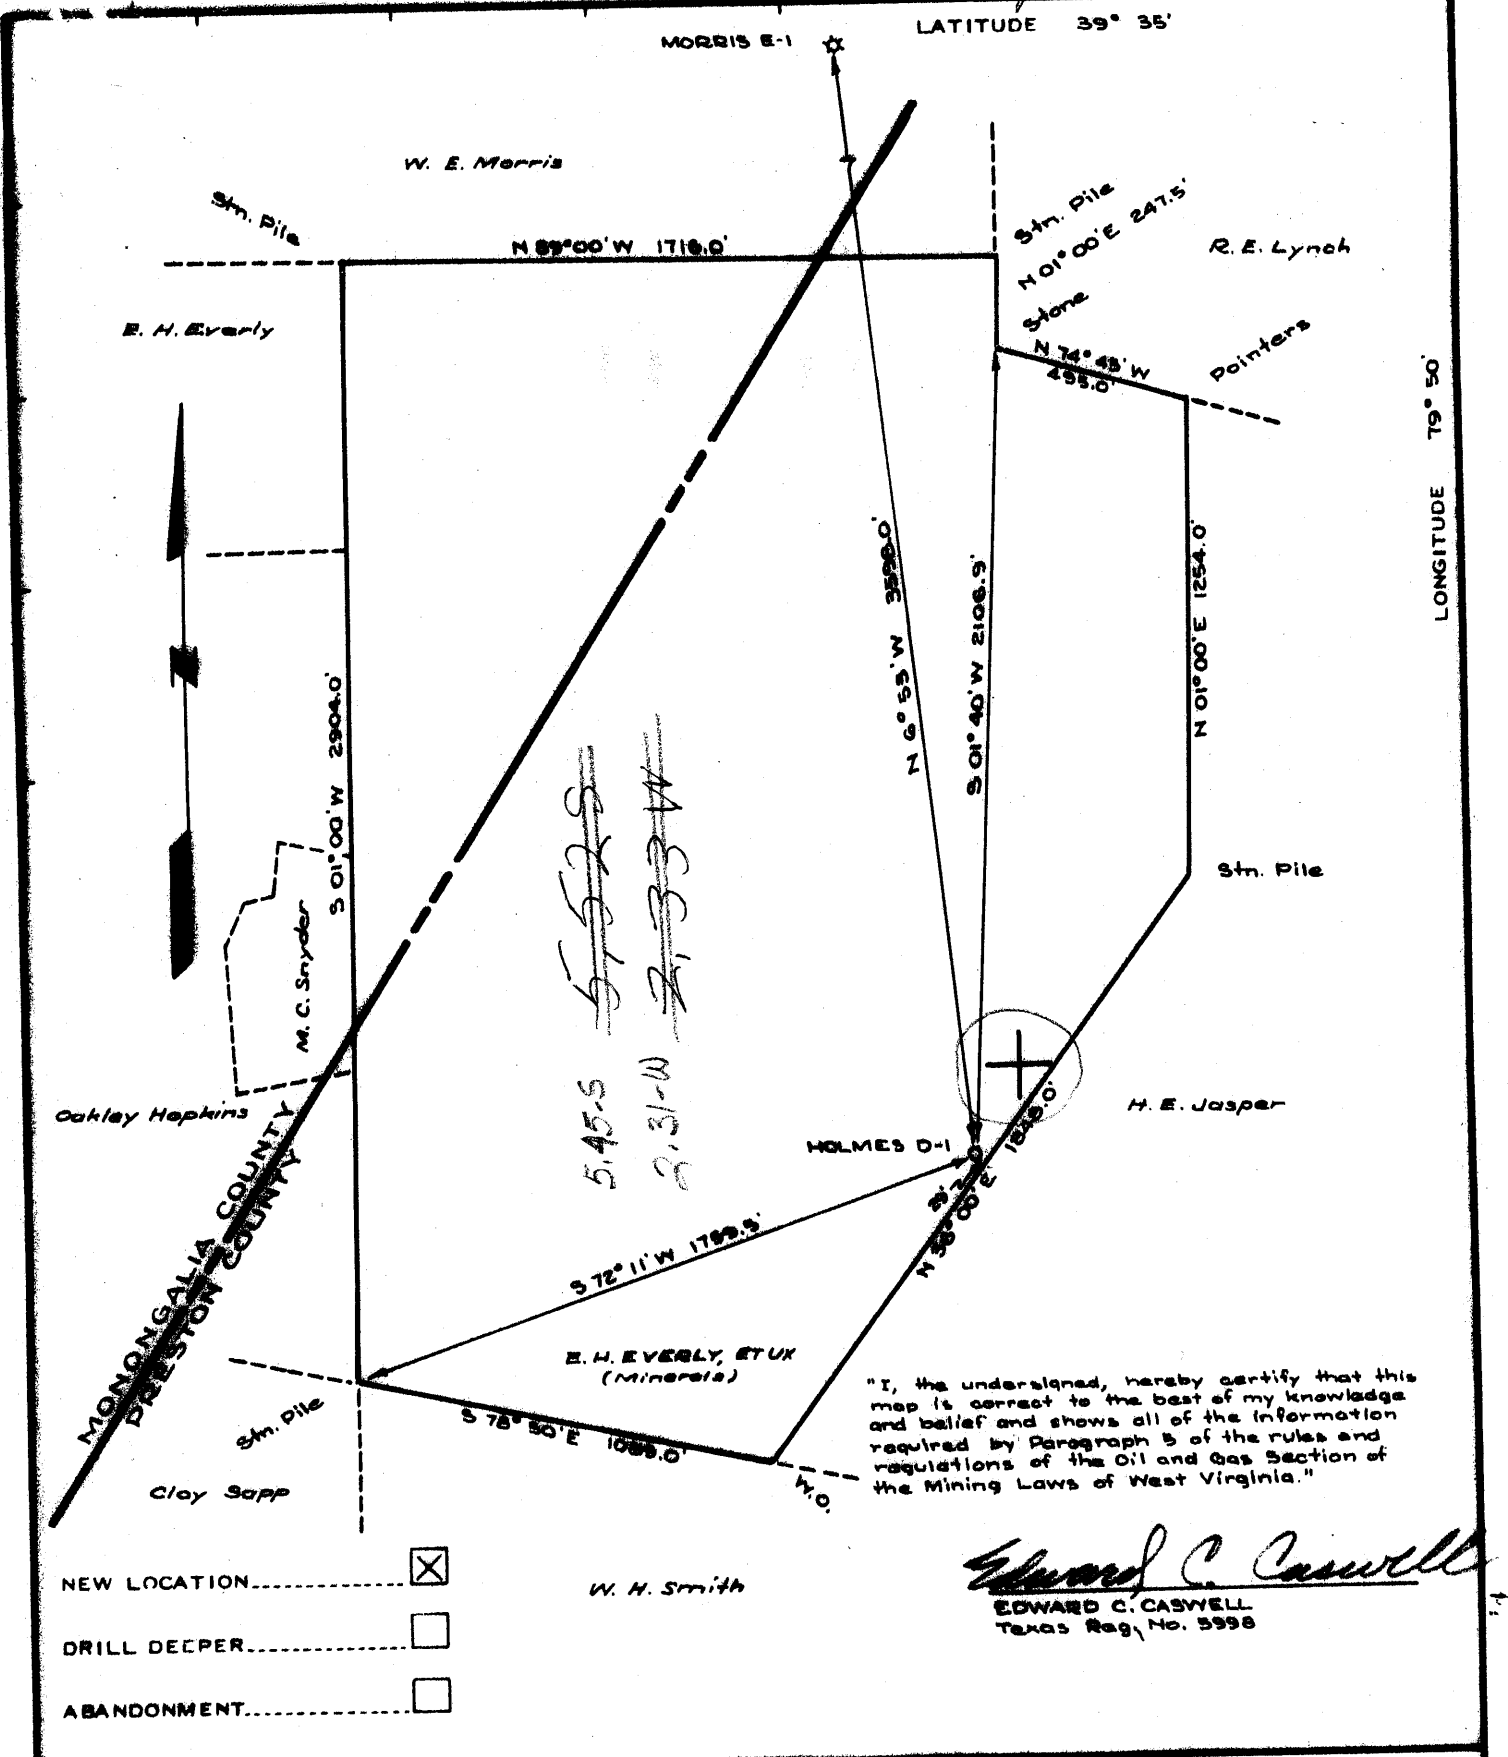 LATITUDE 39° 35'
MORRIS E-1
W. E. Morris
Stn. Pile
N 89°00' W 1716.0'
Stn. Pile
N 01° 00' E 247.5'
Stone
R. E. Lynch
E. H. Everly
N 74° 45' W
495.0'
Pointers
LONGITUDE 79° 50'
N 6° 53' W 3598.0'
S 01° 40' W 2106.9'
N 01° 00' E 1254.0'
S 01° 00' W 2904.0'
5,52 S
2,33 W
5.45-S
2.31-W
N
Stn. Pile
M. C. Snyder
Oakley Hopkins
HOLMES D-1
H. E. Jasper
N 36° 00' E 1848.0'
MONONGALIA COUNTY
PRESTON COUNTY
S 72° 11' W 1799.5'
E. H. EVERLY, ET UX
(Minerals)
Stn. Pile
S 78° 50' E
W.O.
Clay Sapp
W. H. Smith
"I, the undersigned, hereby certify that this
map is correct to the best of my knowledge
and belief and shows all of the information
required by Paragraph 5 of the rules and
regulations of the Oil and Gas Section of
the Mining Laws of West Virginia."
Edward C. Caswell
EDWARD C. CASWELL
Texas Reg. No. 5998
NEW LOCATION
DRILL DEEPER
ABANDONMENT